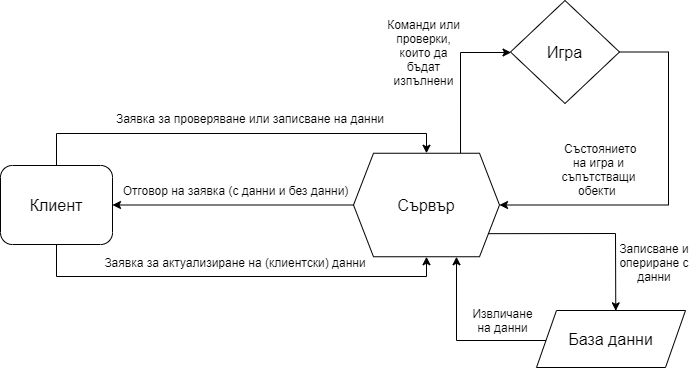 Команди или
проверки,
които да
бъдат
изпълнени
Игра
Заявка за проверяване или записване на данни
Състоянието
на игра и
съпътстващи
обекти
Клиент
Отговор на заявка (с данни и без данни)
Сървър
Заявка за актуализиране на (клиентски) данни
Записване и
опериране с
данни
Извличане
на данни
База данни